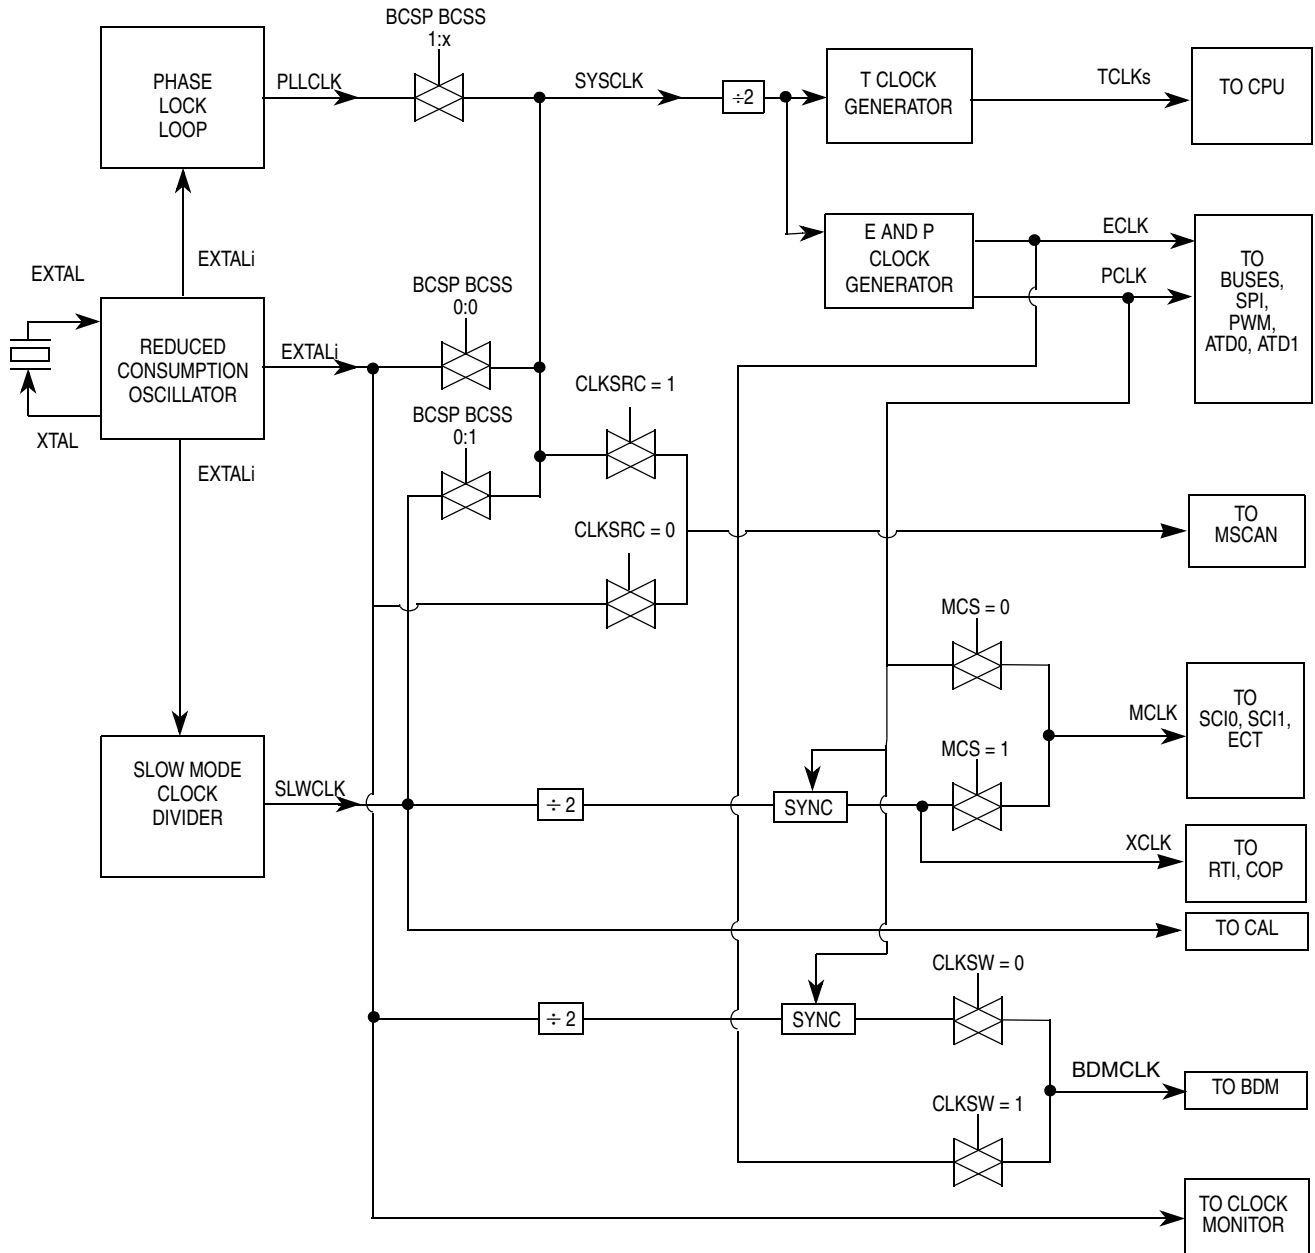 BCSP BCSS
1:x
PHASE
LOCK
LOOP
PLLCLK
SYSCLK
÷2
T CLOCK
GENERATOR
TCLKs
TO CPU
EXTALi
E AND P
CLOCK
GENERATOR
ECLK
PCLK
TO
BUSES,
SPI,
PWM,
ATD0, ATD1
EXTAL
XTAL
REDUCED
CONSUMPTION
OSCILLATOR
EXTALi
BCSP BCSS
0:0
BCSP BCSS
0:1
CLKSRC = 1
CLKSRC = 0
TO
MSCAN
EXTALi
MCS = 0
MCS = 1
MCLK
TO
SCI0, SCI1,
ECT
SLOW MODE
CLOCK
DIVIDER
SLWCLK
÷ 2
SYNC
XCLK
TO
RTI, COP
TO CAL
÷ 2
SYNC
CLKSW = 0
CLKSW = 1
BDMCLK
TO BDM
TO CLOCK
MONITOR